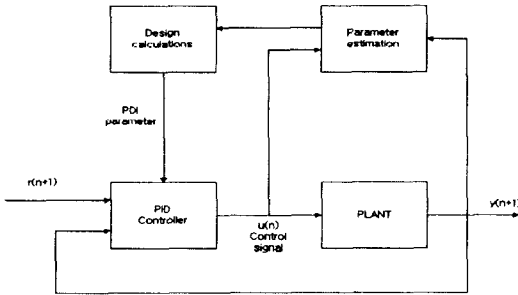 Design
calculations
Parameter
estimation
PDI
parameter
r(n+1)
PID
Controller
u(n)
Control
signal
PLANT
y(n+1)